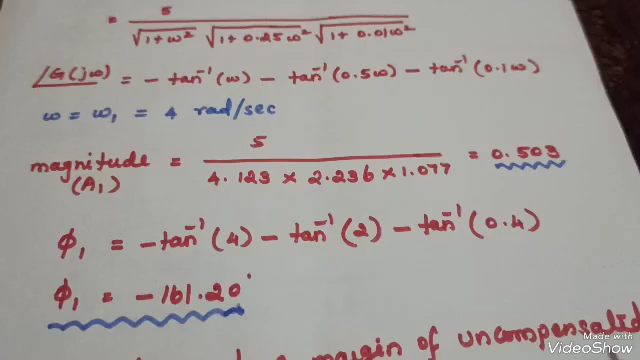 = 5 / √1+ω² √1+0.25ω² √1+0.01ω²
∠G(jω) = - tan⁻¹(ω) - tan⁻¹(0.5ω) - tan⁻¹(0.1ω)
ω = ω₁ = 4 rad/sec
magnitude (A₁) = 5 / 4.123 × 2.236 × 1.077 = 0.503
ϕ₁ = -tan⁻¹(4) - tan⁻¹(2) - tan⁻¹(0.4)
ϕ₁ = -161.20°
margin of uncompensated
Made with
VideoShow